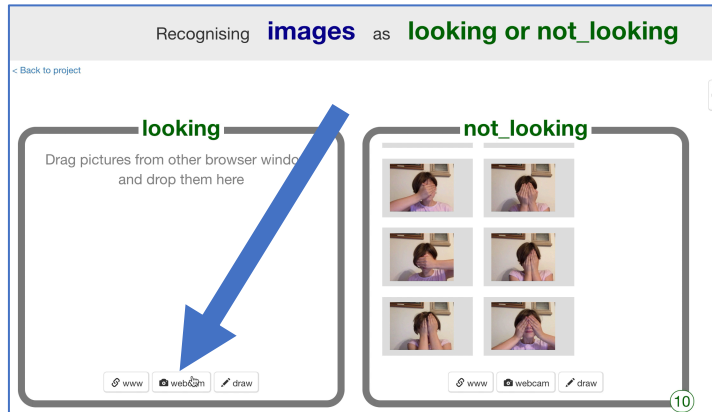 Recognising images as looking or not_looking
< Back to project
looking
Drag pictures from other browser window
and drop them here
www webcam draw
not_looking
www webcam draw
10